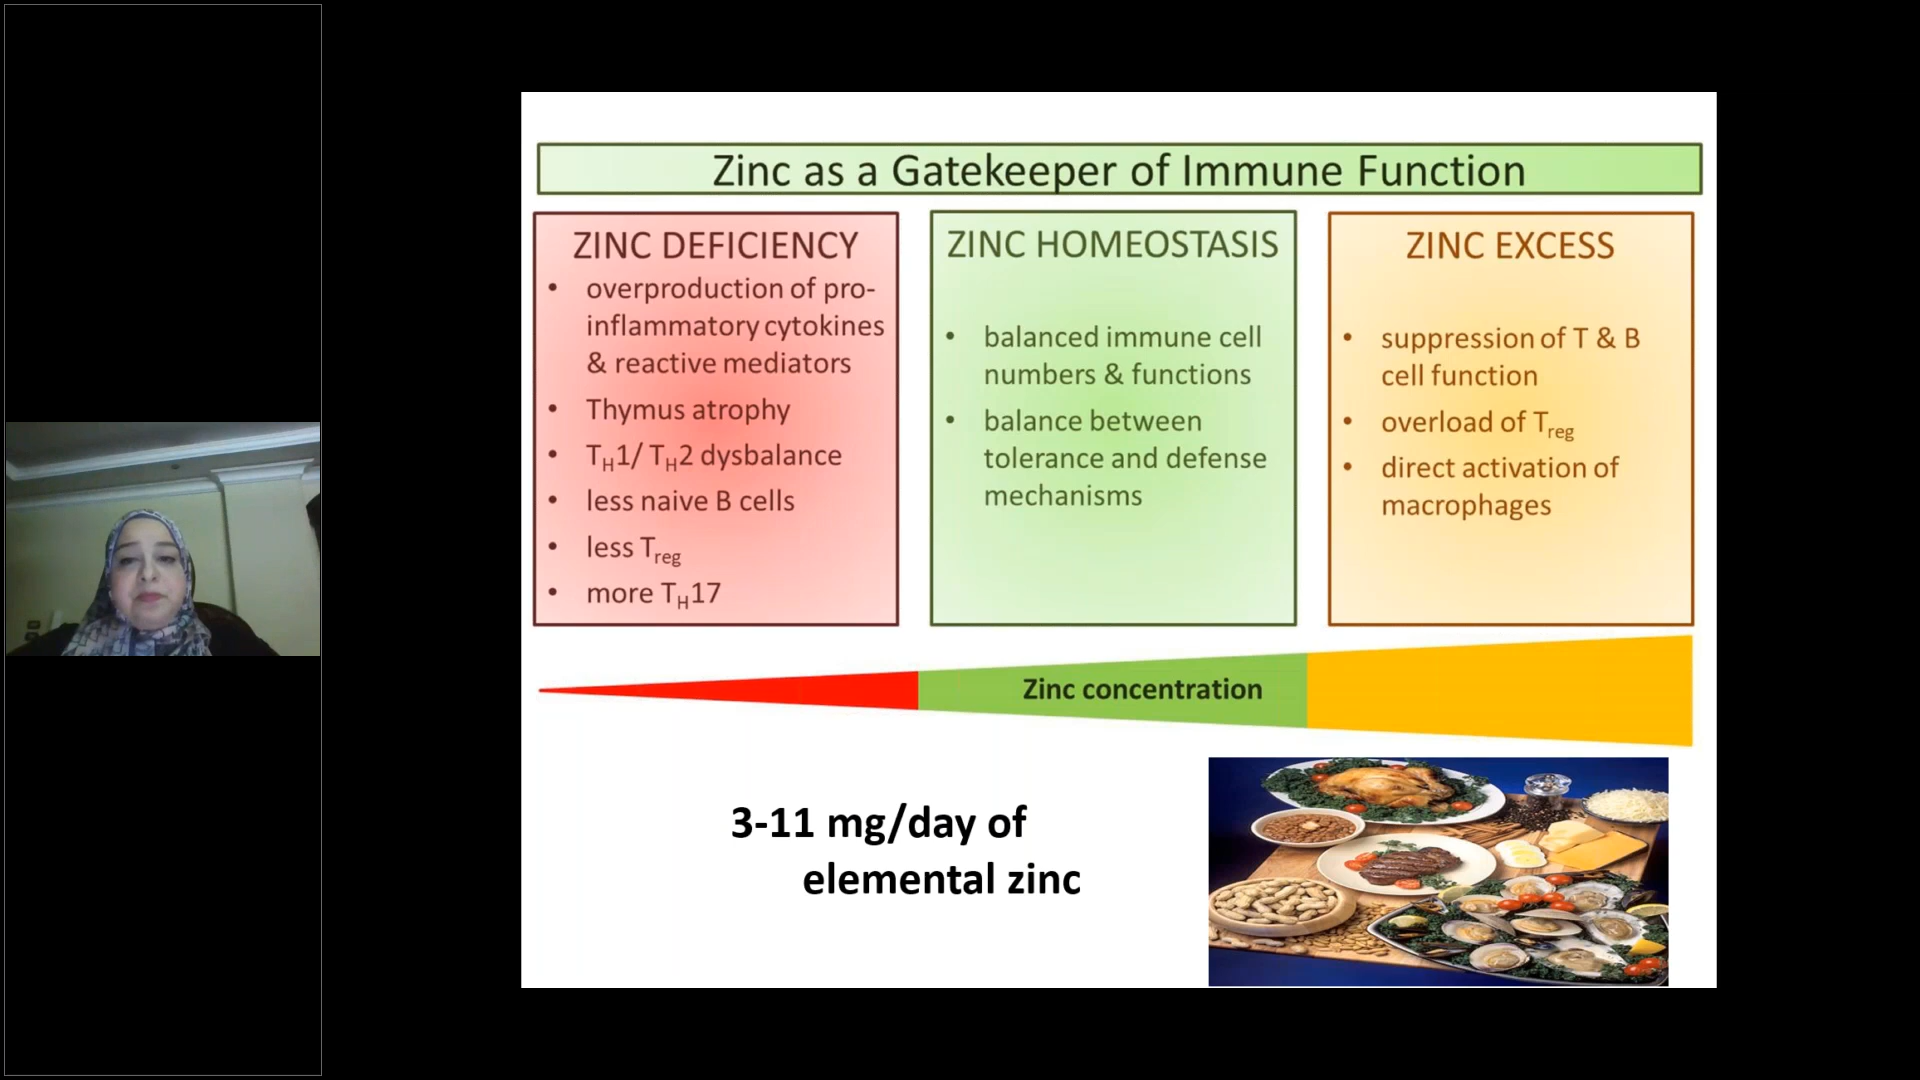 Zinc as a Gatekeeper of Immune Function
ZINC DEFICIENCY
• overproduction of pro-
inflammatory cytokines
& reactive mediators
• Thymus atrophy
• TH1/ TH2 dysbalance
• less naive B cells
• less Treg
• more TH17
ZINC HOMEOSTASIS
• balanced immune cell
numbers & functions
• balance between
tolerance and defense
mechanisms
ZINC EXCESS
• suppression of T & B
cell function
• overload of Treg
• direct activation of
macrophages
Zinc concentration
3-11 mg/day of
elemental zinc